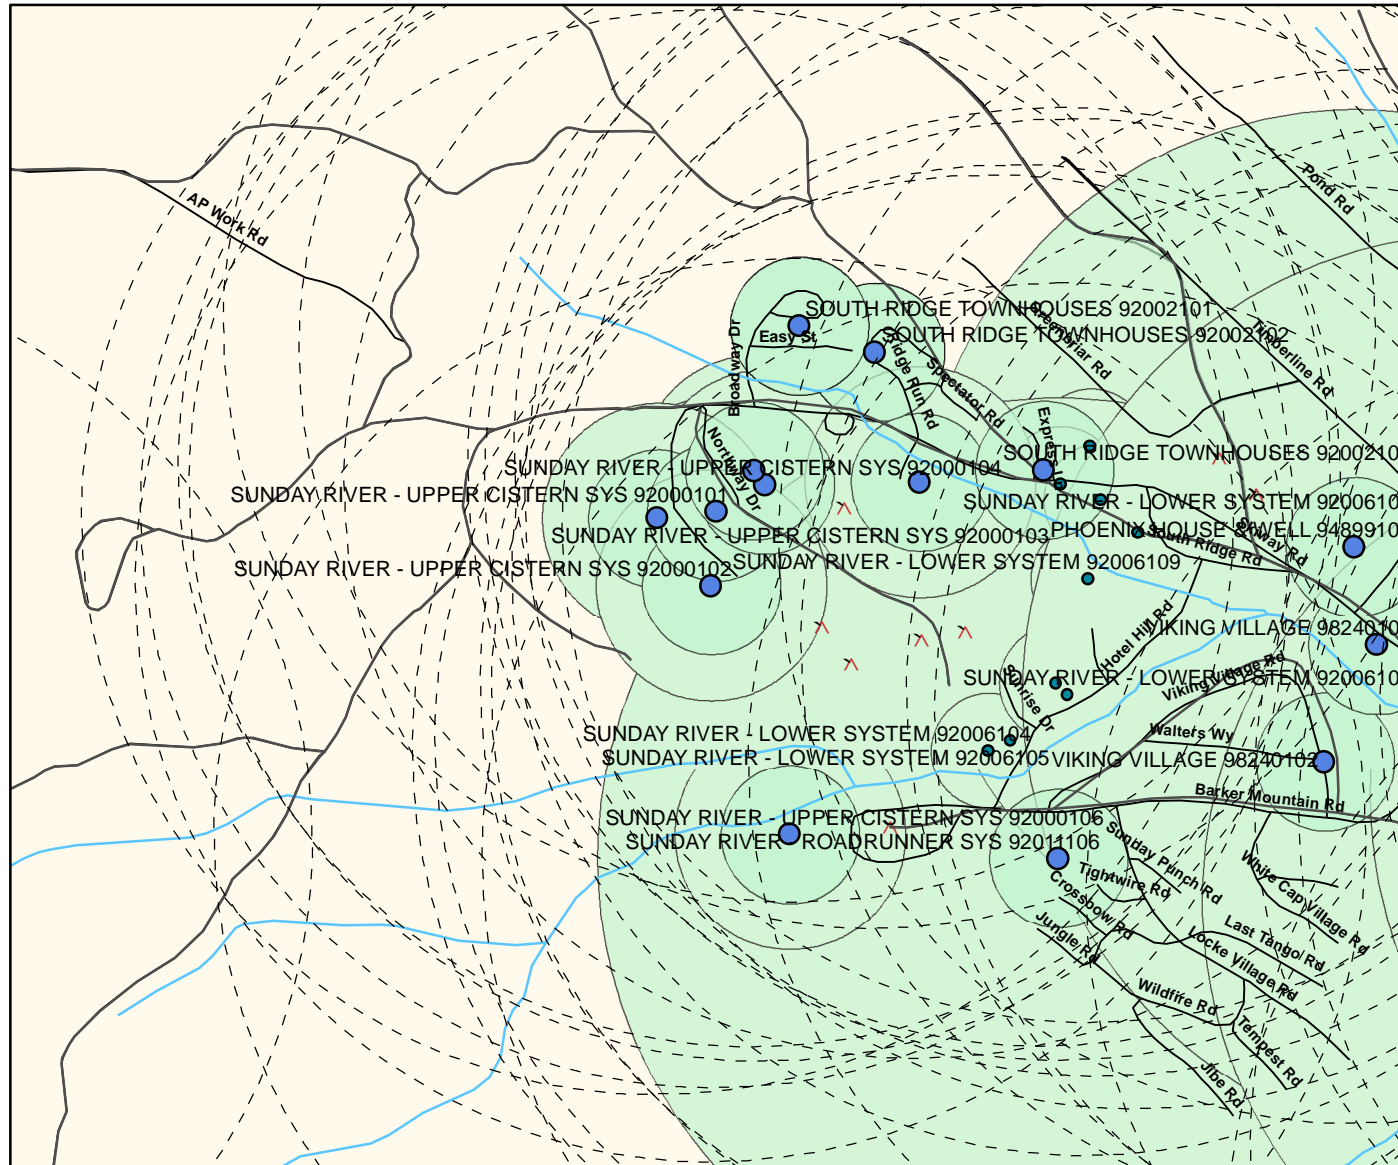 Pond Rd
AP Work Rd
SOUTH RIDGE TOWNHOUSES 92002101
SOUTH RIDGE TOWNHOUSES 92002102
Easy St
Broadway Dr
Ridge Run Rd
Spectator Rd
Timberline Rd
Northway Dr
SOUTH RIDGE TOWNHOUSES 9200210
SUNDAY RIVER - UPPER CISTERN SYS 92000104
SUNDAY RIVER - UPPER CISTERN SYS 92000101
SUNDAY RIVER - LOWER SYSTEM 9200610
SUNDAY RIVER - UPPER CISTERN SYS 92000103
PHOENIX HOUSE & WELL 9489910
South Ridge Rd
SUNDAY RIVER - UPPER CISTERN SYS 92000102
SUNDAY RIVER - LOWER SYSTEM 92006109
Hotel Hill Rd
VIKING VILLAGE 9824010
Viking Village Rd
SUNDAY RIVER - LOWER SYSTEM 9200610
Sunrise Dr
SUNDAY RIVER - LOWER SYSTEM 92006104
Walters Wy
SUNDAY RIVER - LOWER SYSTEM 92006105
VIKING VILLAGE 98240102
Barker Mountain Rd
SUNDAY RIVER - UPPER CISTERN SYS 92000106
SUNDAY RIVER - ROADRUNNER SYS 92011106
Sunday Punch Rd
Tightwire Rd
White Cap Village Rd
Crossbow Rd
Jungle Rd
Last Tango Rd
Locke Village Rd
Wildfire Rd
Tempest Rd
Jibe Rd